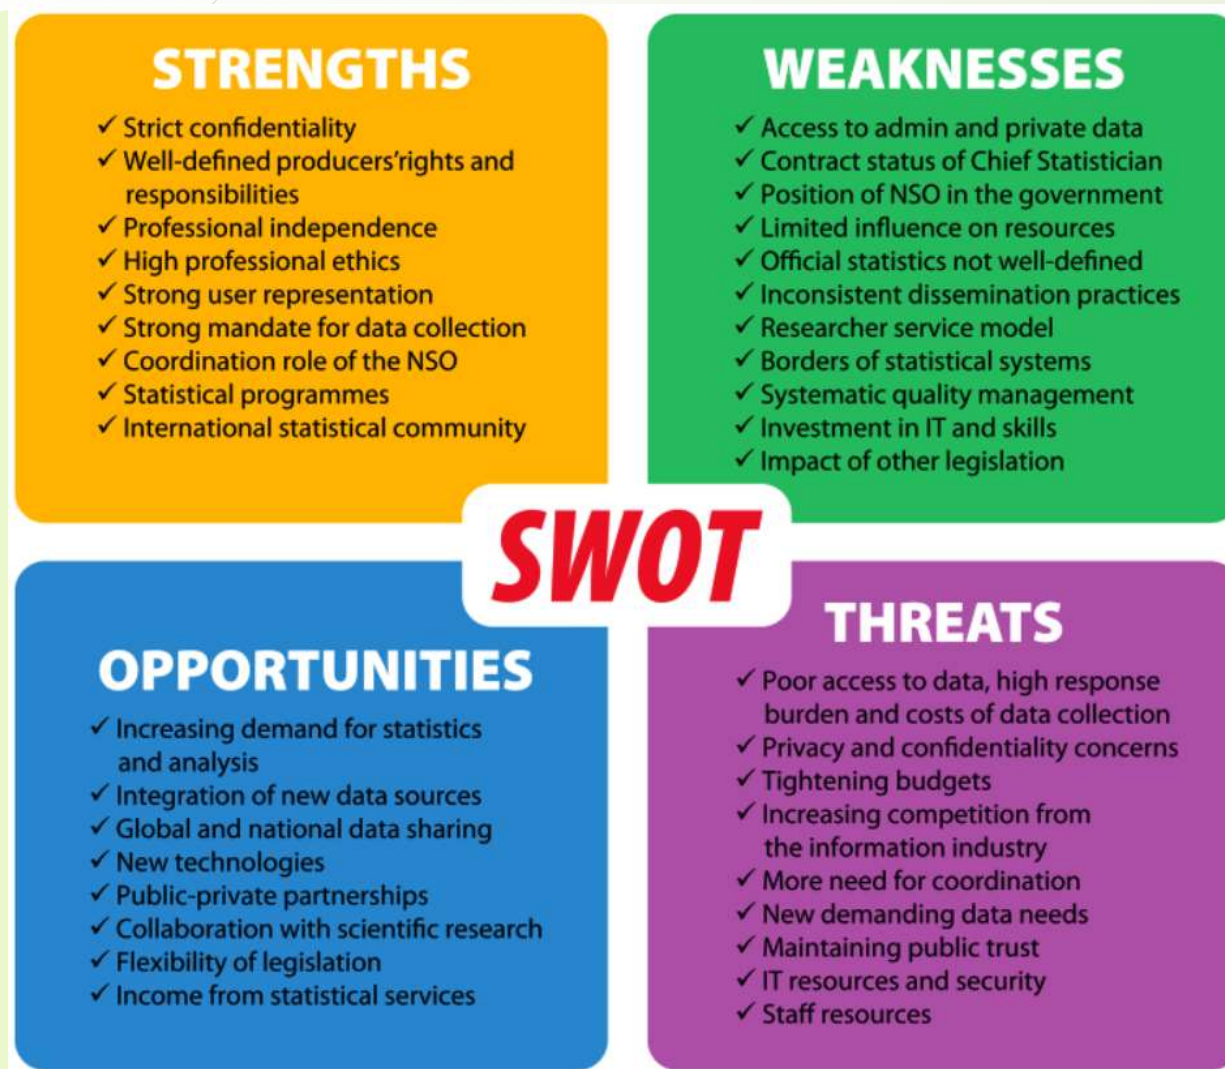 STRENGTHS
✓ Strict confidentiality
✓ Well-defined producers'rights and
responsibilities
✓ Professional independence
✓ High professional ethics
✓ Strong user representation
✓ Strong mandate for data collection
✓ Coordination role of the NSO
✓ Statistical programmes
✓ International statistical community
WEAKNESSES
✓ Access to admin and private data
✓ Contract status of Chief Statistician
✓ Position of NSO in the government
✓ Limited influence on resources
✓ Official statistics not well-defined
✓ Inconsistent dissemination practices
✓ Researcher service model
✓ Borders of statistical systems
✓ Systematic quality management
✓ Investment in IT and skills
✓ Impact of other legislation
SWOT
OPPORTUNITIES
✓ Increasing demand for statistics
and analysis
✓ Integration of new data sources
✓ Global and national data sharing
✓ New technologies
✓ Public-private partnerships
✓ Collaboration with scientific research
✓ Flexibility of legislation
✓ Income from statistical services
THREATS
✓ Poor access to data, high response
burden and costs of data collection
✓ Privacy and confidentiality concerns
✓ Tightening budgets
✓ Increasing competition from
the information industry
✓ More need for coordination
✓ New demanding data needs
✓ Maintaining public trust
✓ IT resources and security
✓ Staff resources